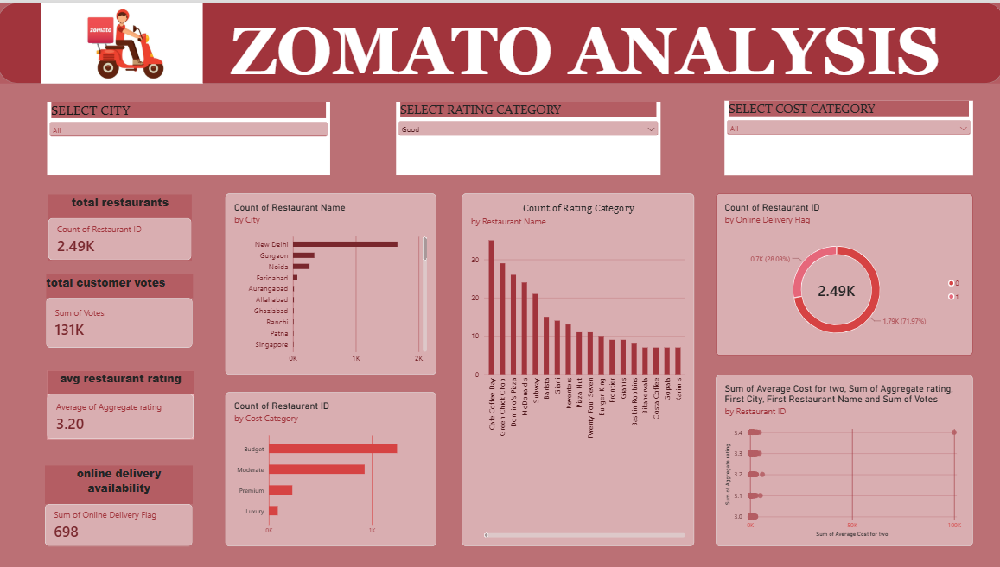 zomato
ZOMATO ANALYSIS
SELECT CITY
All
SELECT RATING CATEGORY
Good
SELECT COST CATEGORY
All
total restaurants
Count of Restaurant ID
2.49K
total customer votes
Sum of Votes
131K
avg restaurant rating
Average of Aggregate rating
3.20
online delivery
availability
Sum of Online Delivery Flag
698
Count of Restaurant Name
by City
New Delhi
Gurgaon
Noida
Faridabad
Aurangabad
Allahabad
Ghaziabad
Ranchi
Patna
Singapore
0K 1K 2K
Count of Restaurant ID
by Cost Category
Budget
Moderate
Premium
Luxury
0K 1K
Count of Rating Category
by Restaurant Name
30
20
10
0
Cafe Coffee Day
Green Chick Chop
Domino's Pizza
McDonald's
Subway
Barista
Giani
Keventers
Pizza Hut
Twenty Four Seven
Burger King
Frontier
Giani's
Baskin Robbins
Bikanervala
Costa Coffee
Gopala
Karim's
Count of Restaurant ID
by Online Delivery Flag
0.7K (28.03%)
2.49K
1.79K (71.97%)
0
1
Sum of Average Cost for two, Sum of Aggregate rating,
First City, First Restaurant Name and Sum of Votes
by Restaurant ID
Sum of Aggregate rating
3.4
3.3
3.2
3.1
3.0
0K 50K 100K
Sum of Average Cost for two